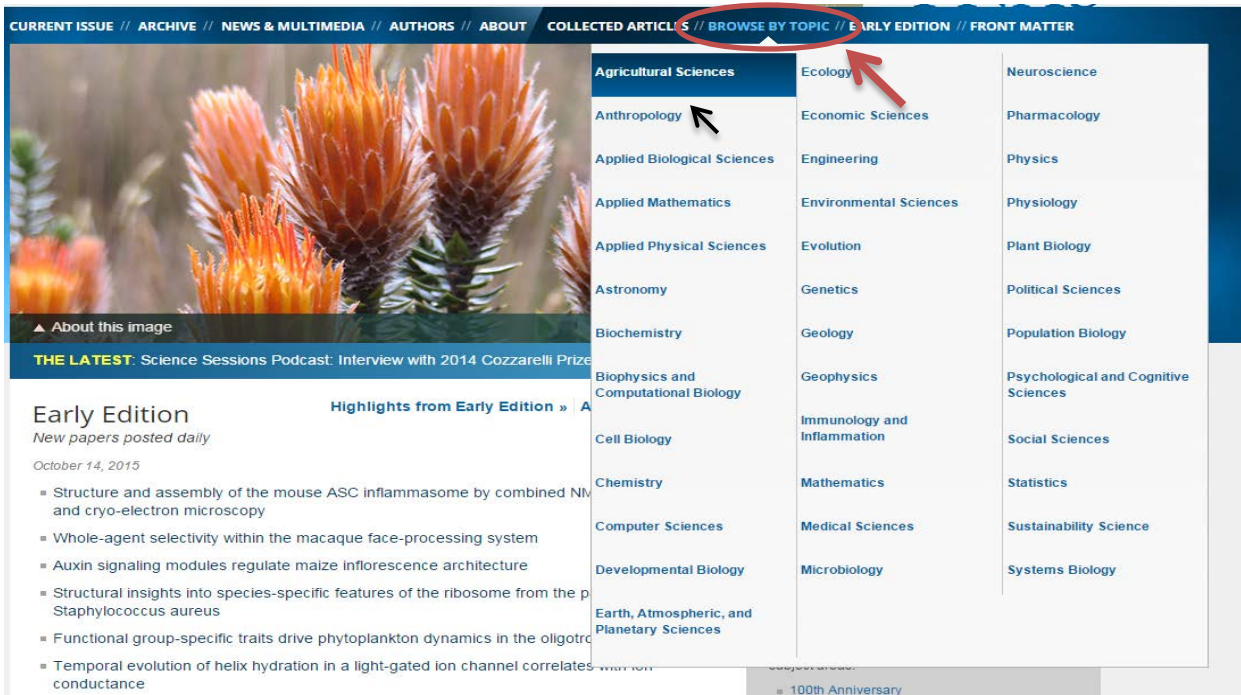 CURRENT ISSUE // ARCHIVE // NEWS & MULTIMEDIA // AUTHORS // ABOUT COLLECTED ARTICLES // BROWSE BY TOPIC // EARLY EDITION // FRONT MATTER
Agricultural Sciences
Anthropology
Applied Biological Sciences
Applied Mathematics
Applied Physical Sciences
Astronomy
Biochemistry
Biophysics and
Computational Biology
Cell Biology
Chemistry
Computer Sciences
Developmental Biology
Earth, Atmospheric, and
Planetary Sciences
Ecology
Economic Sciences
Engineering
Environmental Sciences
Evolution
Genetics
Geology
Geophysics
Immunology and
Inflammation
Mathematics
Medical Sciences
Microbiology
Neuroscience
Pharmacology
Physics
Physiology
Plant Biology
Political Sciences
Population Biology
Psychological and Cognitive
Sciences
Social Sciences
Statistics
Sustainability Science
Systems Biology
▲ About this image
THE LATEST: Science Sessions Podcast: Interview with 2014 Cozzarelli Prize
Early Edition
Highlights from Early Edition » A
New papers posted daily
October 14, 2015
Structure and assembly of the mouse ASC inflammasome by combined NM
and cryo-electron microscopy
Whole-agent selectivity within the macaque face-processing system
Auxin signaling modules regulate maize inflorescence architecture
Structural insights into species-specific features of the ribosome from the p
Staphylococcus aureus
Functional group-specific traits drive phytoplankton dynamics in the oligotro
Temporal evolution of helix hydration in a light-gated ion channel correlates with ion
conductance
subject areas:
100th Anniversary